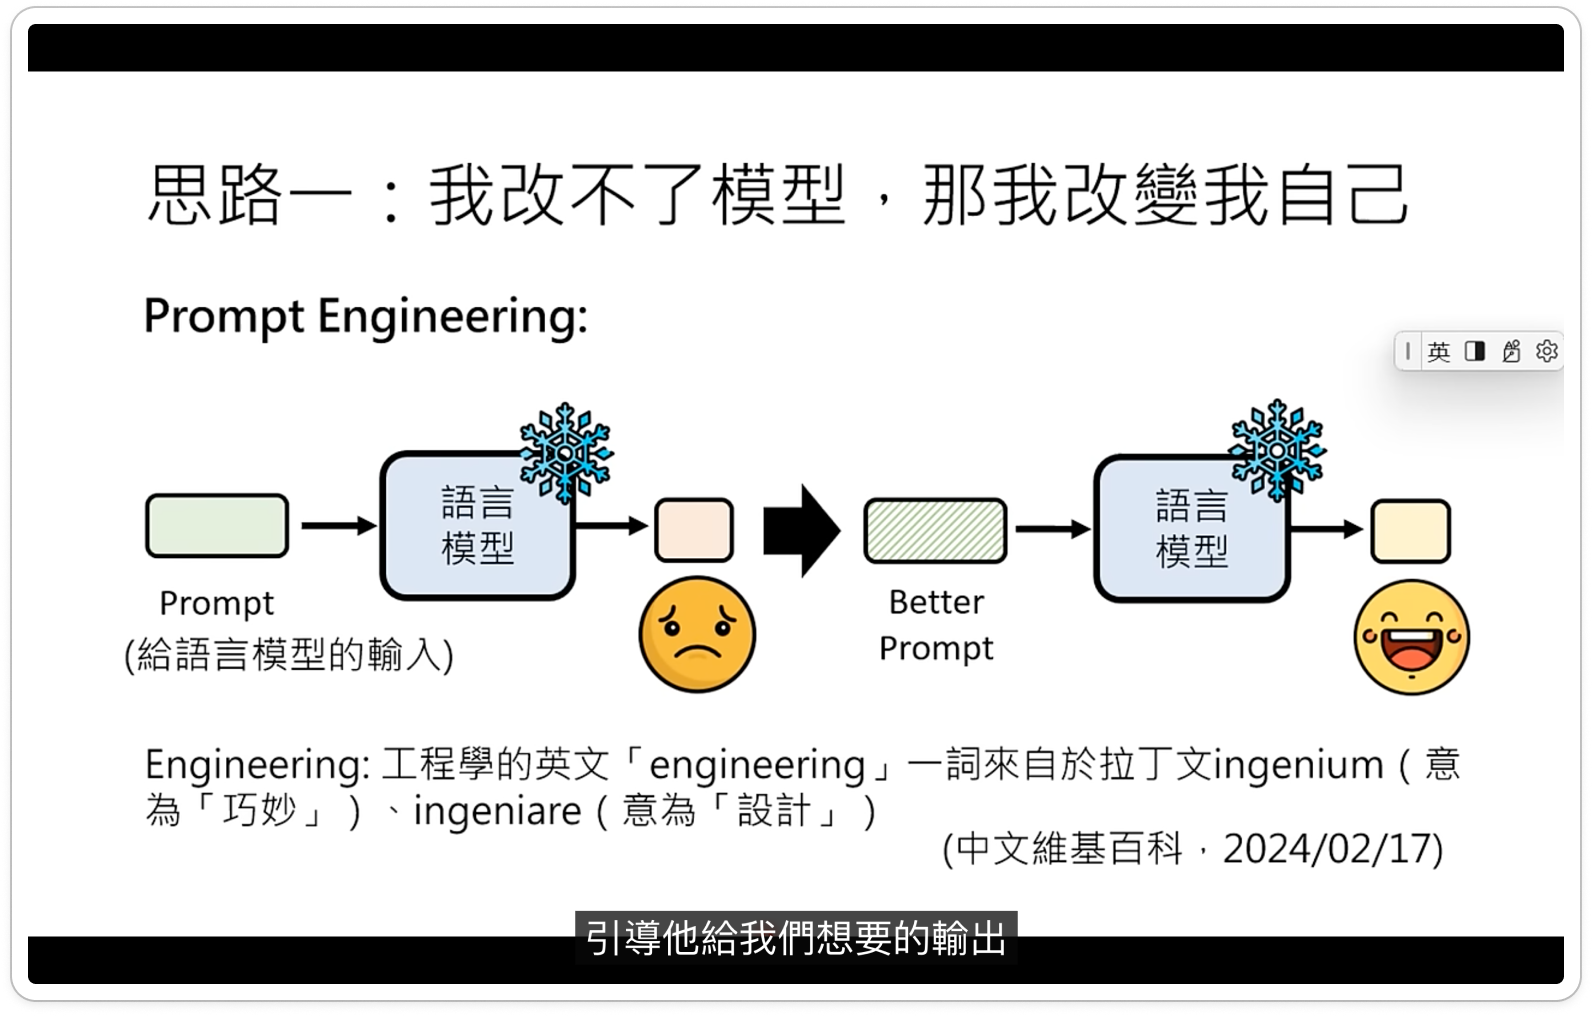 思路一：我改不了模型，那我改變我自己
Prompt Engineering:
英
語言
模型
語言
模型
Prompt
(給語言模型的輸入)
Better
Prompt
Engineering: 工程學的英文「engineering」一詞來自於拉丁文ingenium（意
為「巧妙」）、ingeniare（意為「設計」）
(中文維基百科，2024/02/17)
引導他給我們想要的輸出